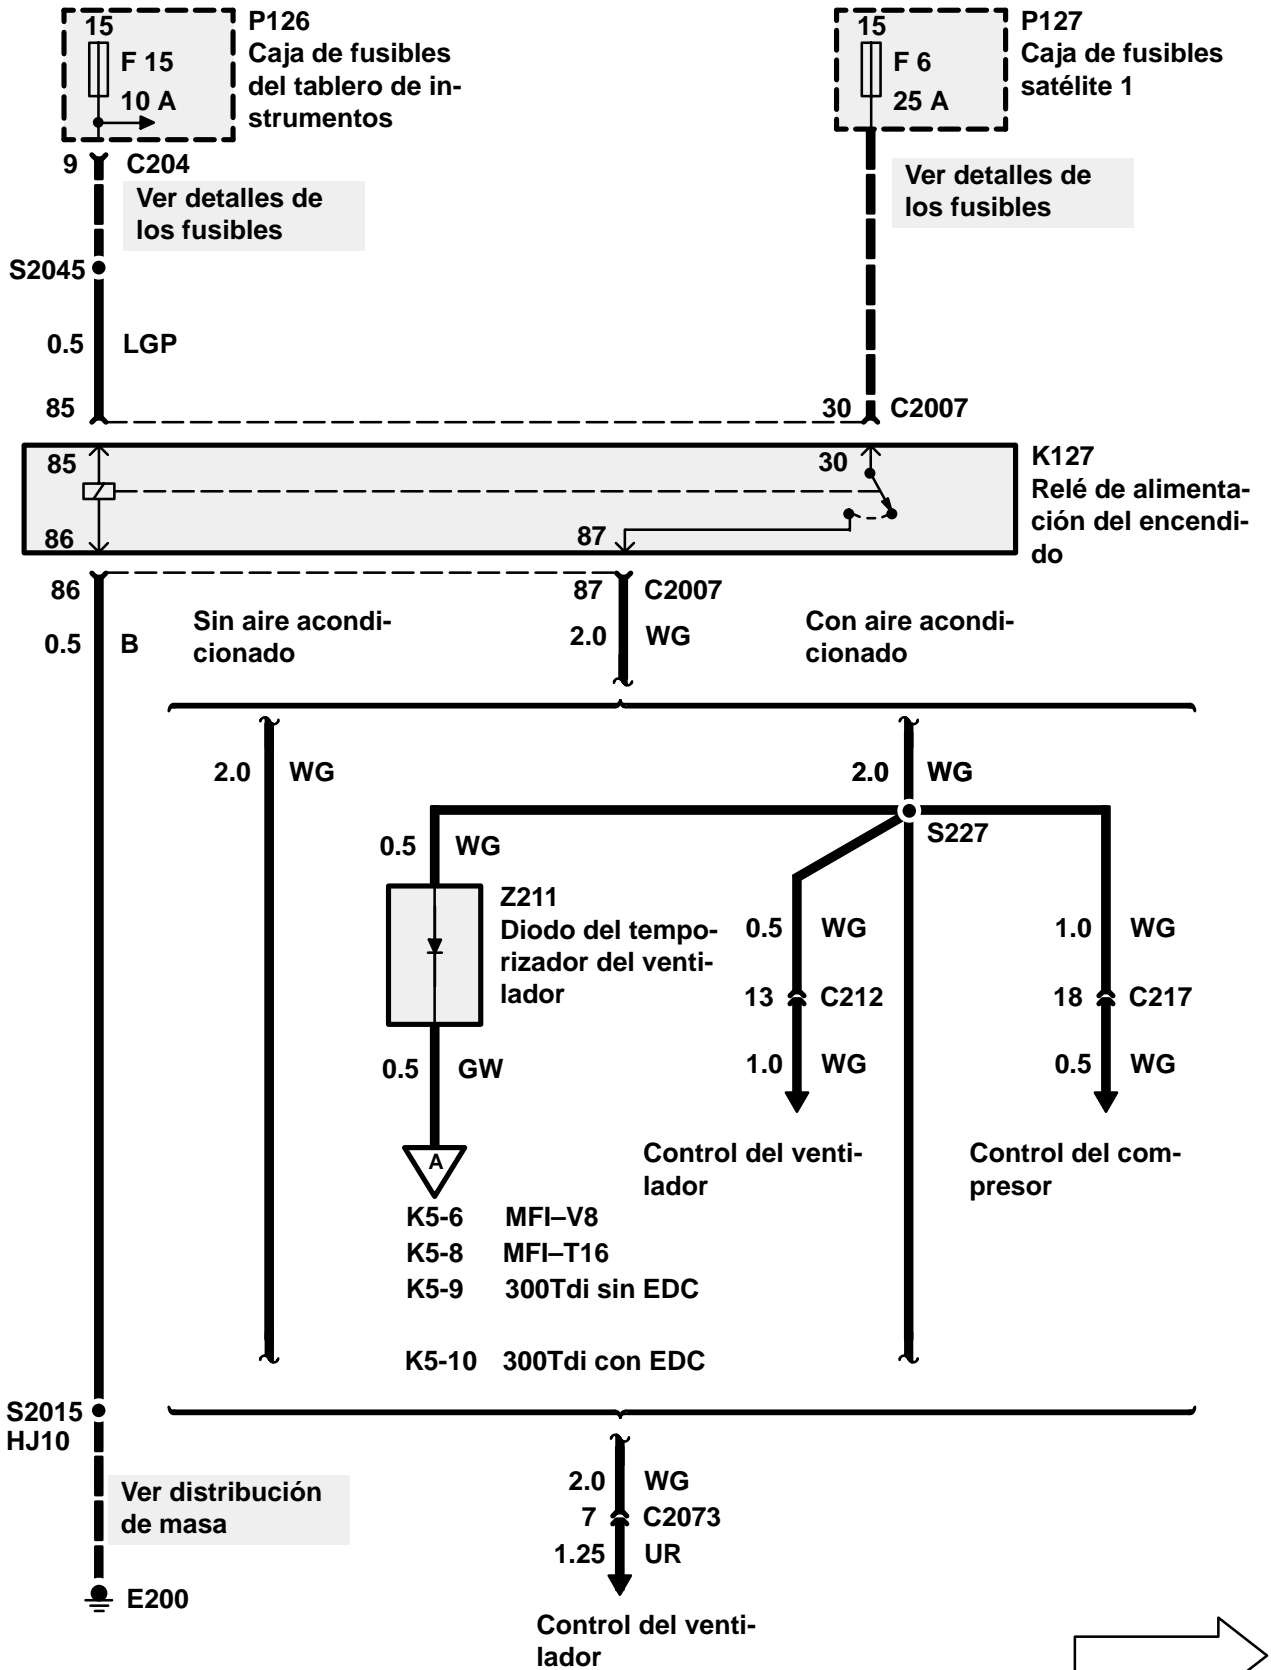 15
F 15
10 A
P126
Caja de fusibles
del tablero de in-
strumentos
15
F 6
25 A
P127
Caja de fusibles
satélite 1
9
C204
Ver detalles de
los fusibles
Ver detalles de
los fusibles
S2045
0.5
LGP
85
30
C2007
85
30
86
87
K127
Relé de alimenta-
ción del encendi-
do
86
87
C2007
0.5
B
Sin aire acondi-
cionado
2.0
WG
Con aire acondi-
cionado
2.0
WG
2.0
WG
S227
0.5
WG
Z211
Diodo del tempo-
rizador del venti-
lador
0.5
WG
1.0
WG
13
C212
18
C217
0.5
GW
1.0
WG
0.5
WG
A
Control del venti-
lador
Control del com-
presor
K5-6 MFI–V8
K5-8 MFI–T16
K5-9 300Tdi sin EDC
K5-10 300Tdi con EDC
S2015
HJ10
Ver distribución
de masa
E200
2.0
WG
7
C2073
1.25
UR
Control del venti-
lador